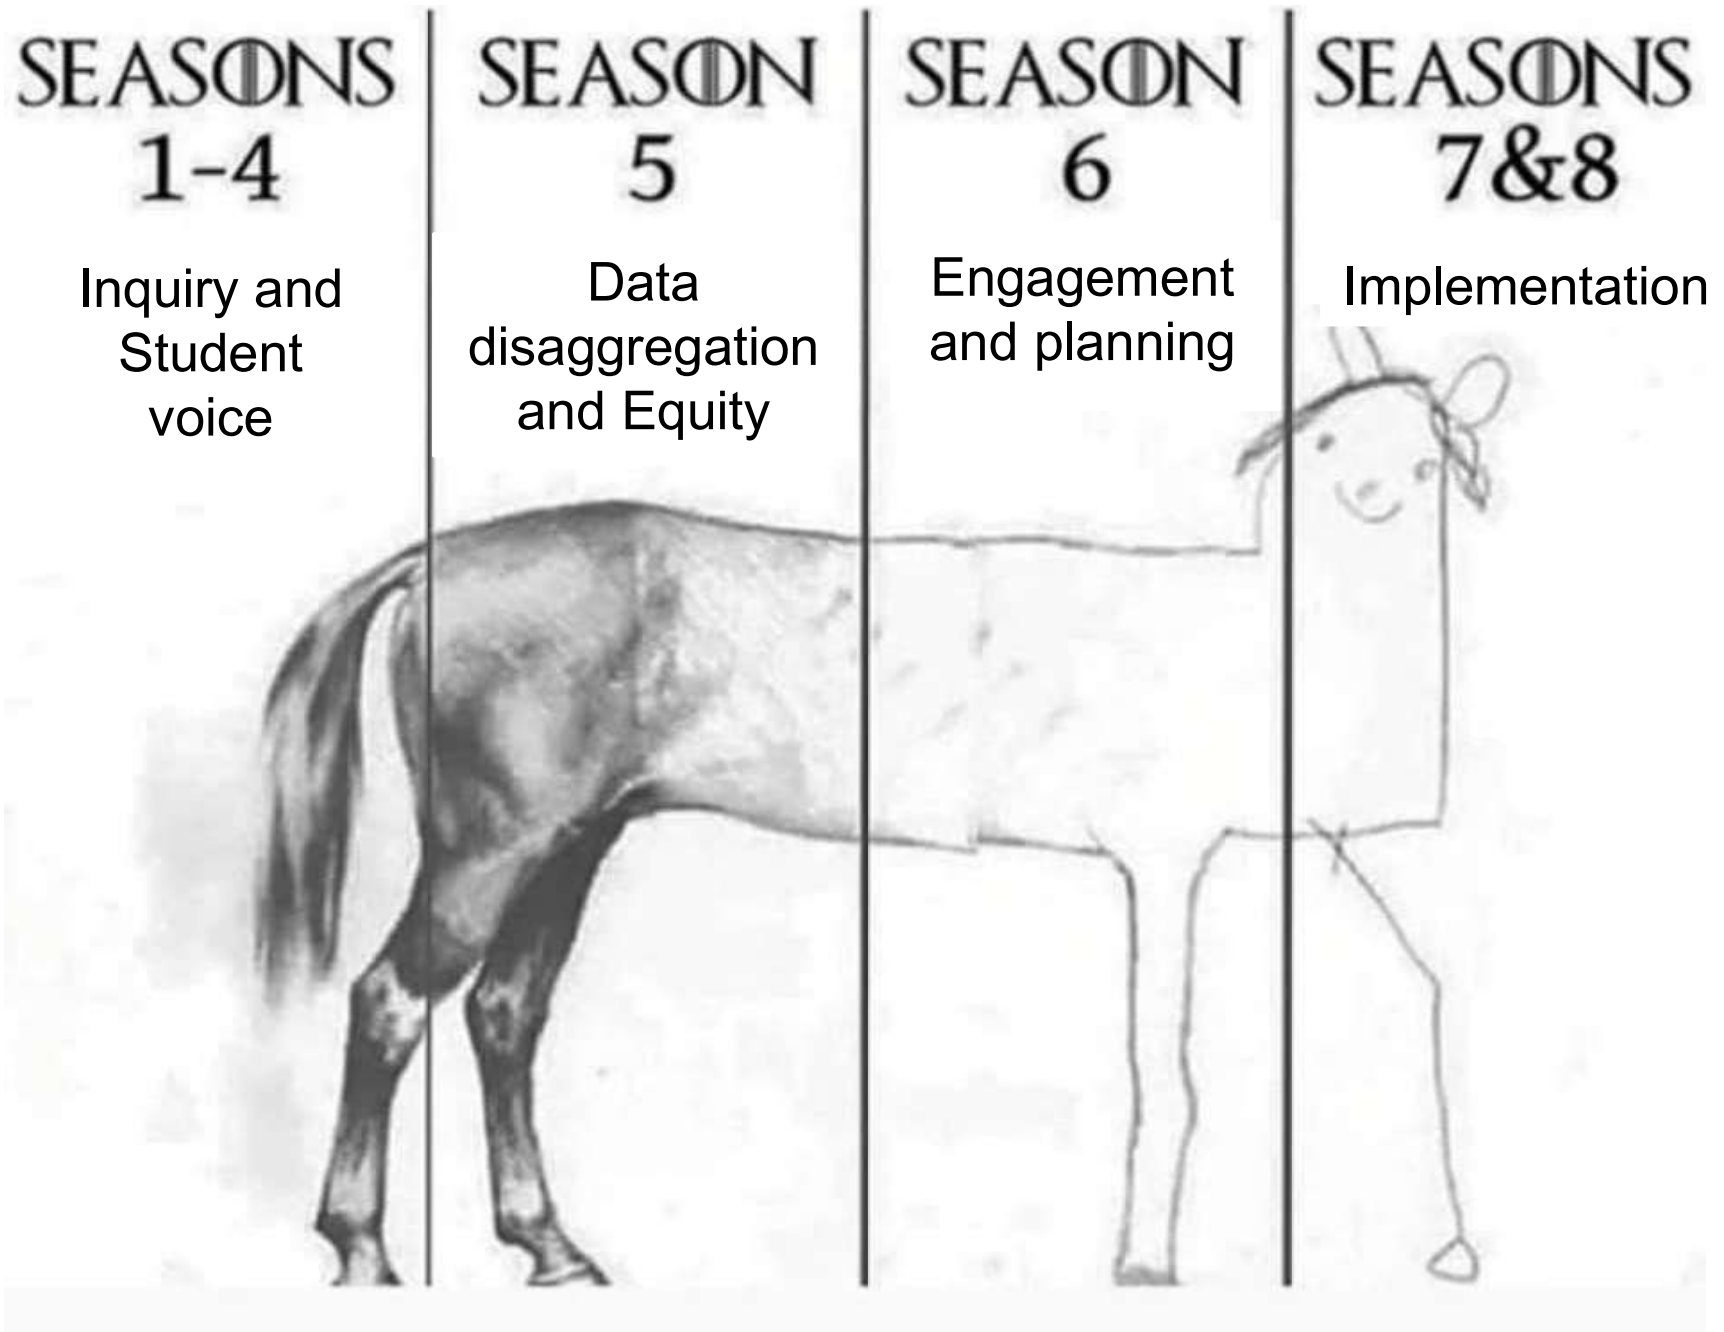 SEASONS
1-4
Inquiry and
Student
voice
SEASON
5
Data
disaggregation
and Equity
SEASON
6
Engagement
and planning
SEASONS
7&8
Implementation